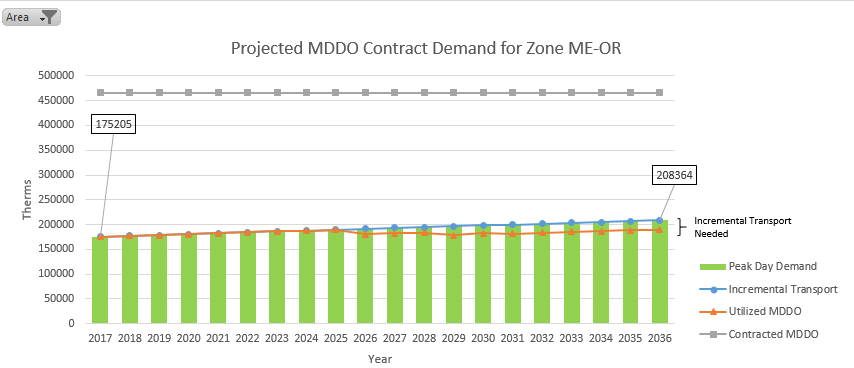 Area
Projected MDDO Contract Demand for Zone ME-OR
500000
450000
400000
350000
300000
250000
200000
150000
100000
50000
0
Therms
175205
208364
Incremental Transport
Needed
Peak Day Demand
Incremental Transport
Utilized MDDO
Contracted MDDO
2017 2018 2019 2020 2021 2022 2023 2024 2025 2026 2027 2028 2029 2030 2031 2032 2033 2034 2035 2036
Year